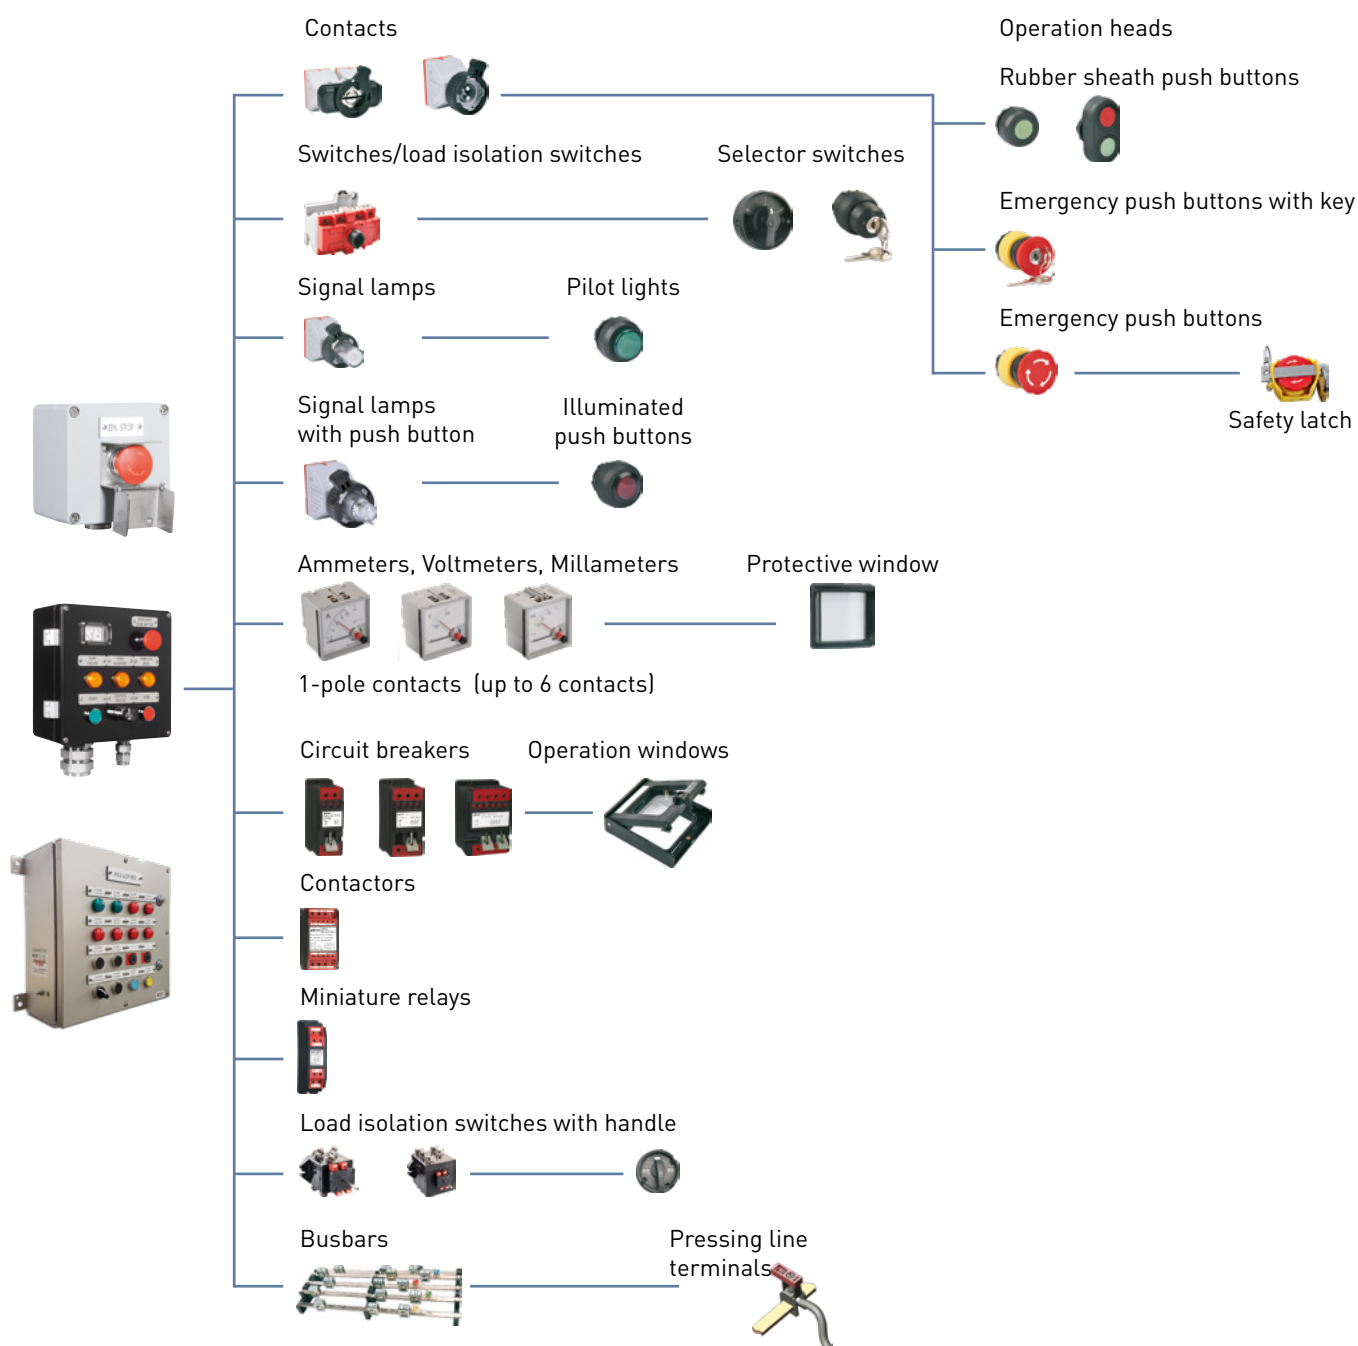 Contacts
Operation heads
Rubber sheath push buttons
Switches/load isolation switches
Selector switches
Emergency push buttons with key
Signal lamps
Pilot lights
Emergency push buttons
Safety latch
Signal lamps
with push button
Illuminated
push buttons
EM. STOP
Ammeters, Voltmeters, Millameters
Protective window
1-pole contacts (up to 6 contacts)
Circuit breakers
Operation windows
Contactors
Miniature relays
Load isolation switches with handle
Busbars
Pressing line
terminals